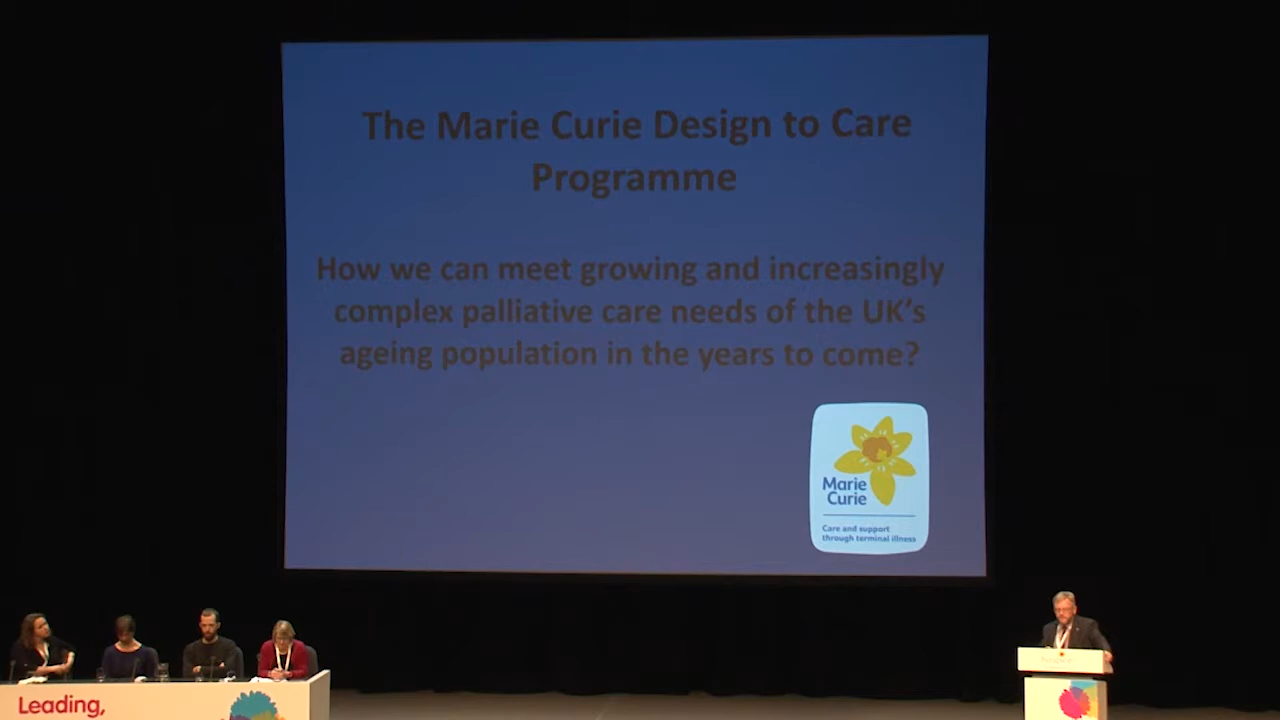 The Marie Curie Design to Care
Programme
How we can meet growing and increasingly
complex palliative care needs of the UK's
ageing population in the years to come?
Marie
Curie
Care and support
through terminal illness
Leading,